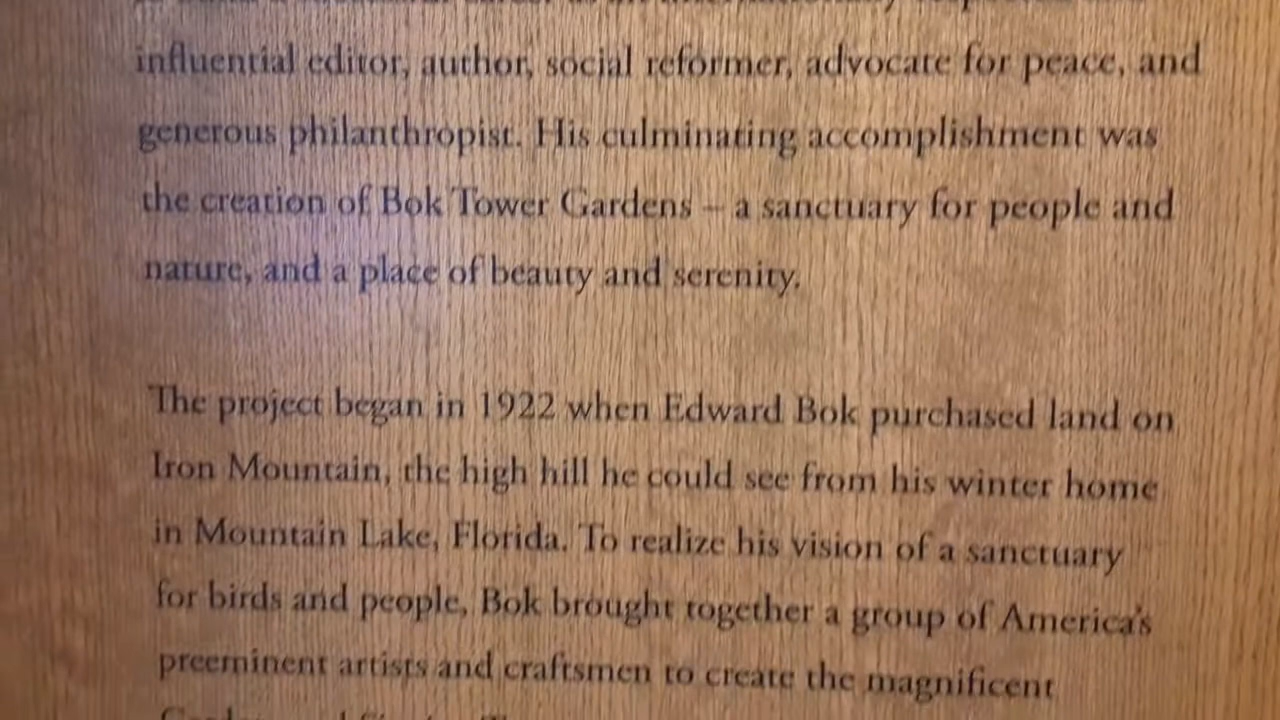 influential editor, author, social reformer, advocate for peace, and
generous philanthropist. His culminating accomplishment was
the creation of Bok Tower Gardens – a sanctuary for people and
nature, and a place of beauty and serenity.
The project began in 1922 when Edward Bok purchased land on
Iron Mountain, the high hill he could see from his winter home
in Mountain Lake, Florida. To realize his vision of a sanctuary
for birds and people, Bok brought together a group of America's
preeminent artists and craftsmen to create the magnificent